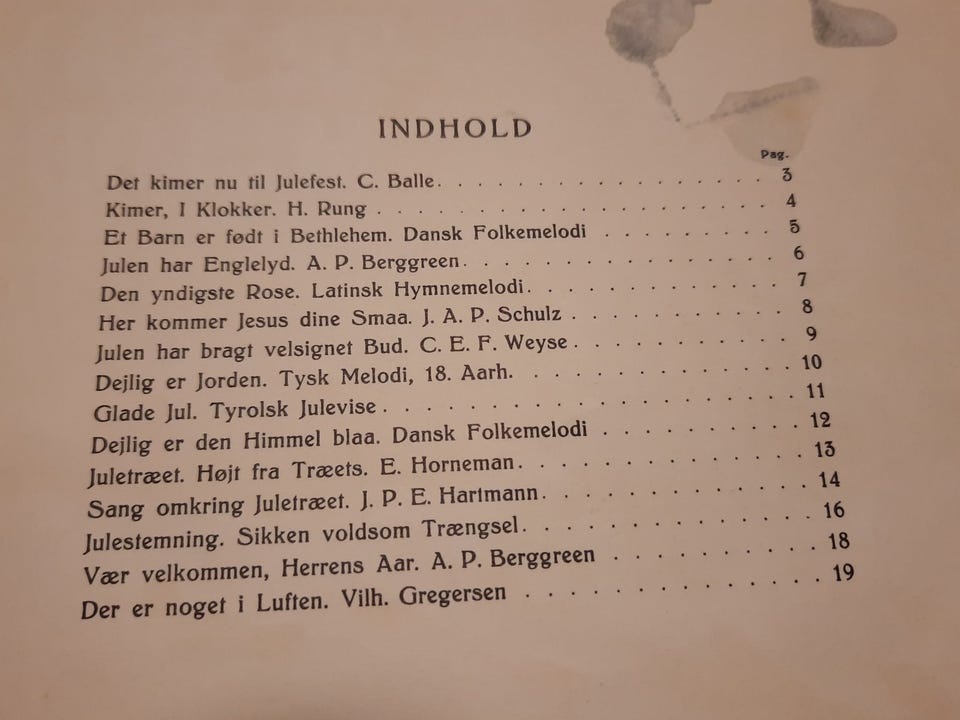 INDHOLD
Pag.
Det kimer nu til Julefest. C. Balle. . . . . . . . . . . . . . . . . 3
Kimer, I Klokker. H. Rung . . . . . . . . . . . . . . . . . 4
Et Barn er født i Bethlehem. Dansk Folkemelodi . . . . . . . . . 5
Julen har Englelyd. A. P. Berggreen. . . . . . . . . . . . . . . . 6
Den yndigste Rose. Latinsk Hymnemelodi. . . . . . . . . . . . . 7
Her kommer Jesus dine Smaa. J. A. P. Schulz . . . . . . . . . . . 8
Julen har bragt velsignet Bud. C. E. F. Weyse. . . . . . . . . . . 9
Dejlig er Jorden. Tysk Melodi, 18. Aarh. . . . . . . . . . . . . . 10
Glade Jul. Tyrolsk Julevise . . . . . . . . . . . . . . . . . 11
Dejlig er den Himmel blaa. Dansk Folkemelodi . . . . . . . . . . 12
Juletræet. Højt fra Træets. E. Horneman. . . . . . . . . . . . . . 13
Sang omkring Juletræet. J. P. E. Hartmann. . . . . . . . . . . . . 14
Julestemning. Sikken voldsom Trængsel. . . . . . . . . . . . . . 16
Vær velkommen, Herrens Aar. A. P. Berggreen . . . . . . . . . . 18
Der er noget i Luften. Vilh. Gregersen . . . . . . . . . . . . . 19